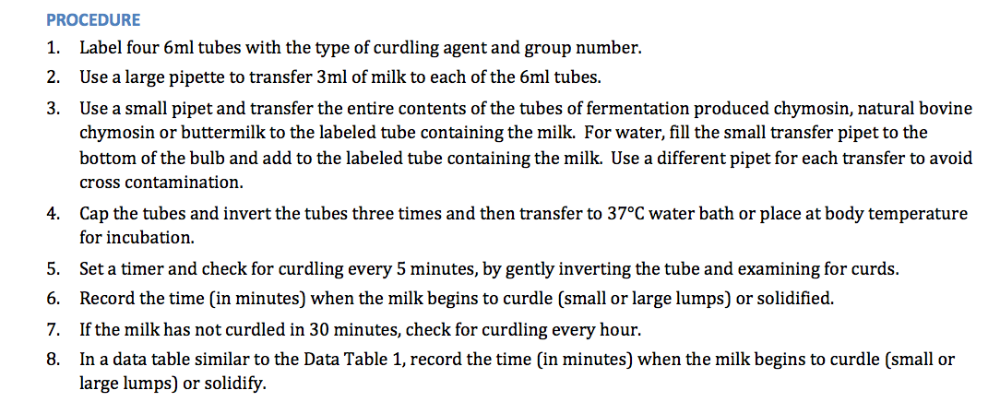 PROCEDURE
1. Label four 6ml tubes with the type of curdling agent and group number.
2. Use a large pipette to transfer 3ml of milk to each of the 6ml tubes.
3. Use a small pipet and transfer the entire contents of the tubes of fermentation produced chymosin, natural bovine
chymosin or buttermilk to the labeled tube containing the milk. For water, fill the small transfer pipet to the
bottom of the bulb and add to the labeled tube containing the milk. Use a different pipet for each transfer to avoid
cross contamination.
4. Cap the tubes and invert the tubes three times and then transfer to 37°C water bath or place at body temperature
for incubation.
5. Set a timer and check for curdling every 5 minutes, by gently inverting the tube and examining for curds.
6. Record the time (in minutes) when the milk begins to curdle (small or large lumps) or solidified.
7. If the milk has not curdled in 30 minutes, check for curdling every hour.
8. In a data table similar to the Data Table 1, record the time (in minutes) when the milk begins to curdle (small or
large lumps) or solidify.